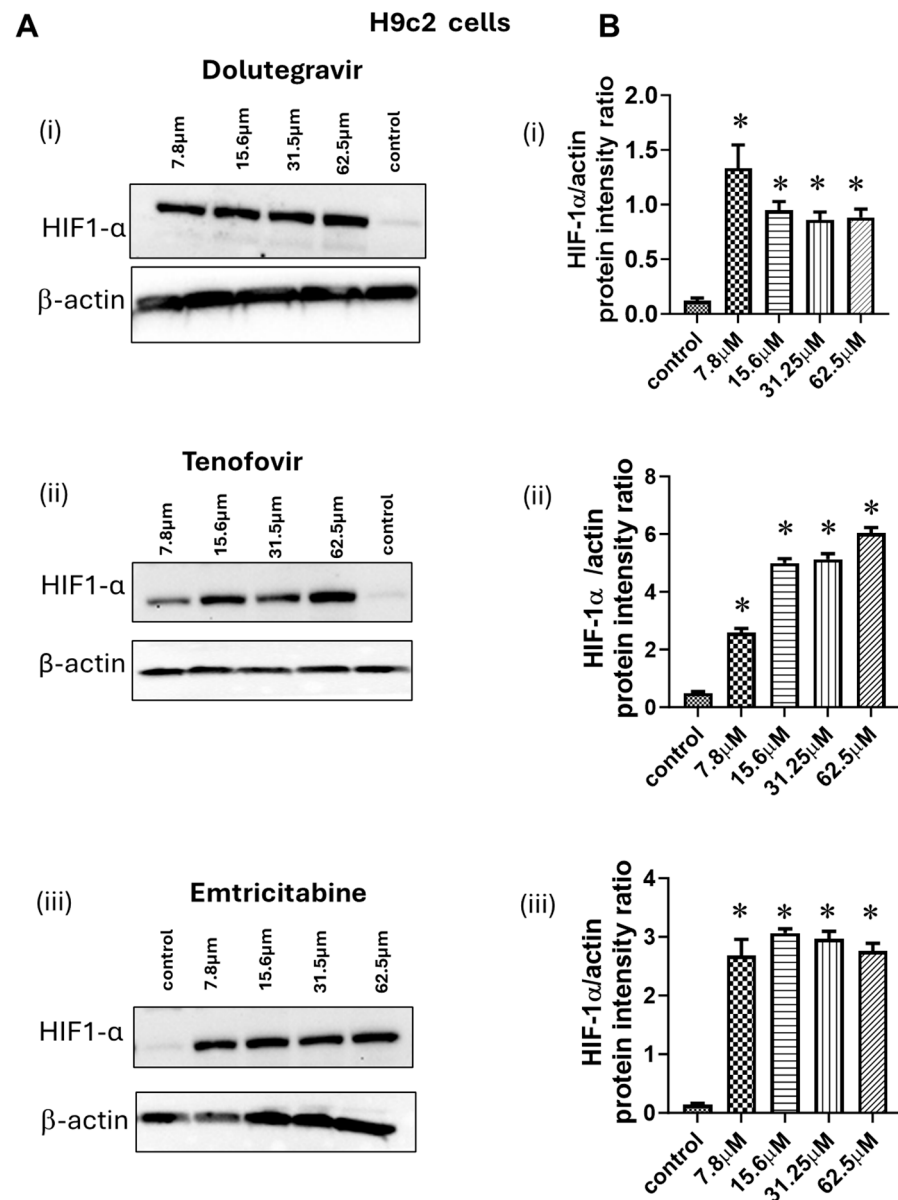 A
H9c2 cells
B
Dolutegravir
(i)
7.8µm
15.6µm
31.5µm
62.5µm
control
HIF1-α
β-actin
(i)
HIF-1α/actin
protein intensity ratio
2.0
1.5
1.0
0.5
0.0
*
*
*
*
control
7.8µM
15.6µM
31.25µM
62.5µM
Tenofovir
(ii)
7.8µm
15.6µm
31.5µm
62.5µm
control
HIF1-α
β-actin
(ii)
HIF-1α /actin
protein intensity ratio
8
6
4
2
0
*
*
*
*
control
7.8µM
15.6µM
31.25µM
62.5µM
Emtricitabine
(iii)
control
7.8µm
15.6µm
31.5µm
62.5µm
HIF1-α
β-actin
(iii)
HIF-1α/actin
protein intensity ratio
4
3
2
1
0
*
*
*
*
control
7.8µM
15.6µM
31.25µM
62.5µM